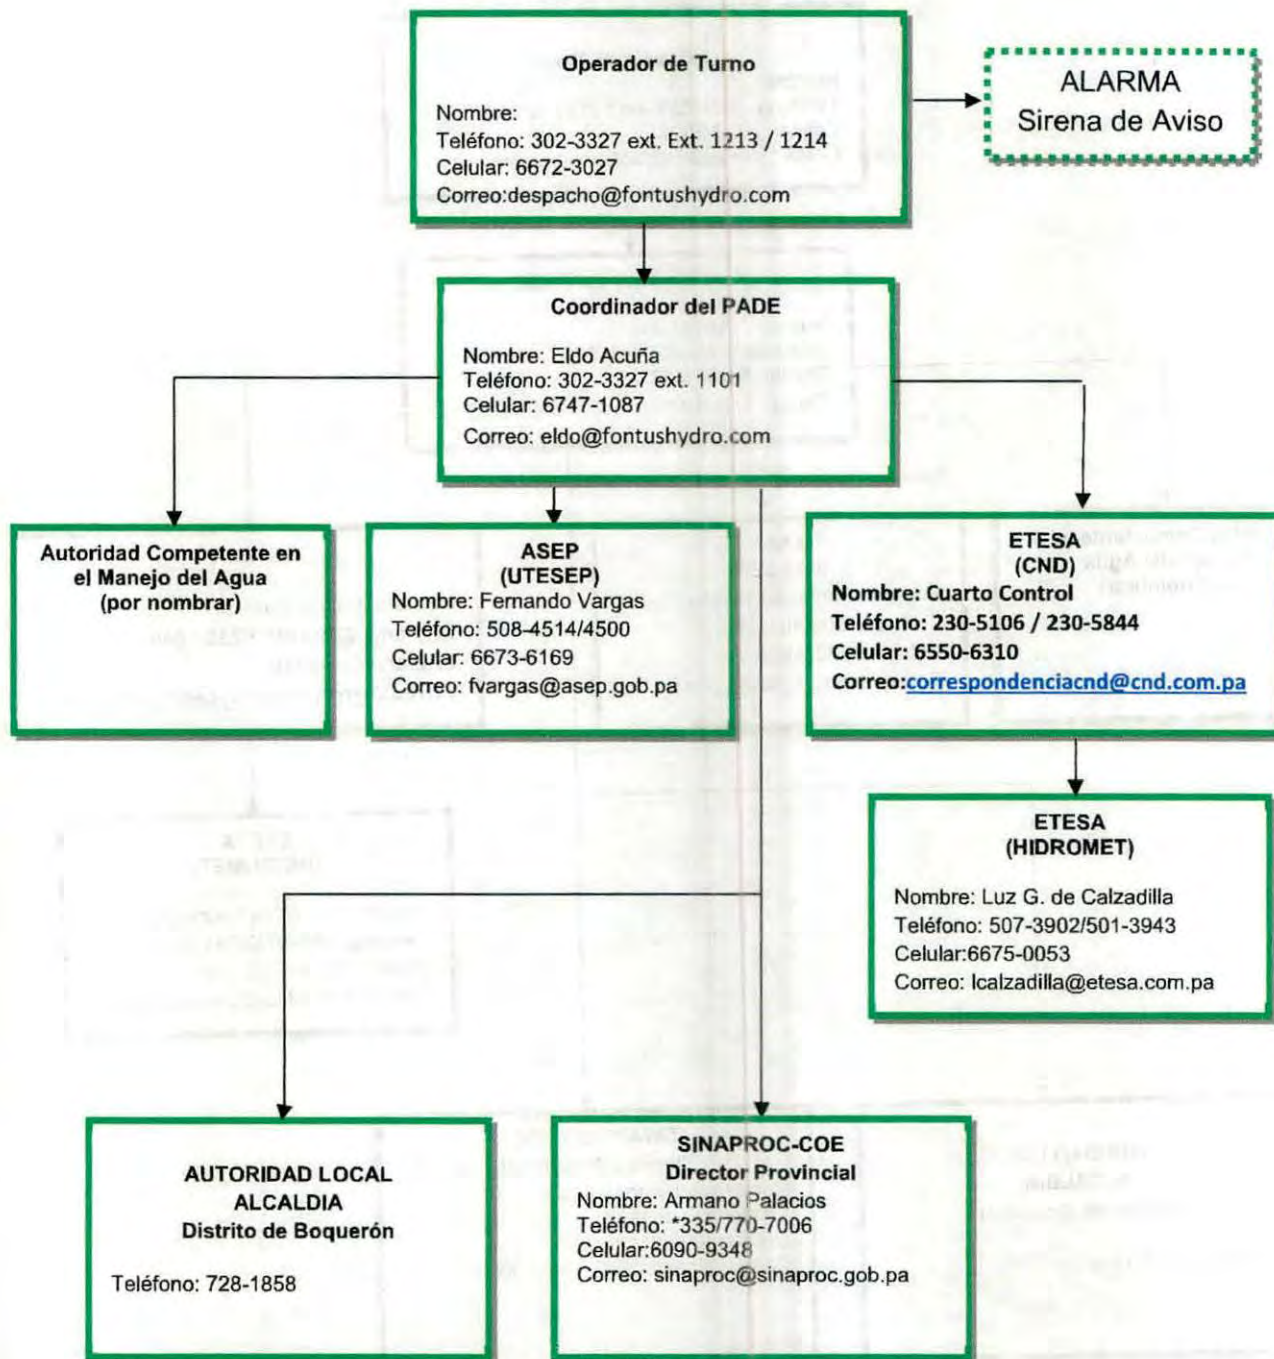 Operador de Turno
Nombre:
Teléfono: 302-3327 ext. Ext. 1213 / 1214
Celular: 6672-3027
Correo:despacho@fontushydro.com
ALARMA
Sirena de Aviso
Coordinador del PADE
Nombre: Eldo Acuña
Teléfono: 302-3327 ext. 1101
Celular: 6747-1087
Correo: eldo@fontushydro.com
Autoridad Competente en
el Manejo del Agua
(por nombrar)
ASEP
(UTESEP)
Nombre: Fernando Vargas
Teléfono: 508-4514/4500
Celular: 6673-6169
Correo: fvargas@asep.gob.pa
ETESA
(CND)
Nombre: Cuarto Control
Teléfono: 230-5106 / 230-5844
Celular: 6550-6310
Correo:correspondenciacnd@cnd.com.pa
ETESA
(HIDROMET)
Nombre: Luz G. de Calzadilla
Teléfono: 507-3902/501-3943
Celular:6675-0053
Correo: lcalzadilla@etesa.com.pa
AUTORIDAD LOCAL
ALCALDIA
Distrito de Boquerón
Teléfono: 728-1858
SINAPROC-COE
Director Provincial
Nombre: Armano Palacios
Teléfono: *335/770-7006
Celular:6090-9348
Correo: sinaproc@sinaproc.gob.pa